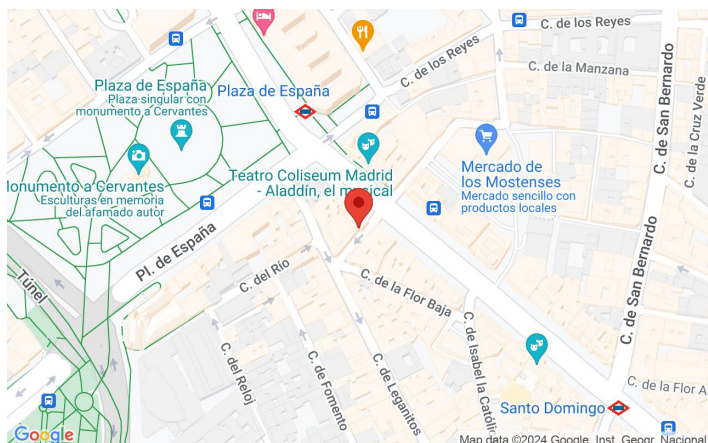 C. de los Reyes
C. de los Reyes
C. de la Manzana
C. de San Bernardo
C. de la Cruz Verde
Plaza de España
Plaza singular con
monumento a Cervantes
Plaza de España
Teatro Coliseum Madrid
- Aladdín, el musical
Mercado de
los Mostenses
Mercado sencillo con
productos locales
Monumento a Cervantes
Esculturas en memoria
del afamado autor
Pl. de España
Túnel
C. del Río
C. de la Flor Baja
C. de San Bernardo
C. del Reloj
C. de Fomento
C. de Leganitos
C. de Isabel la Católic
C. de la Flor A
Santo Domingo
Google
Map data ©2024 Google, Inst. Geogr. Nacional